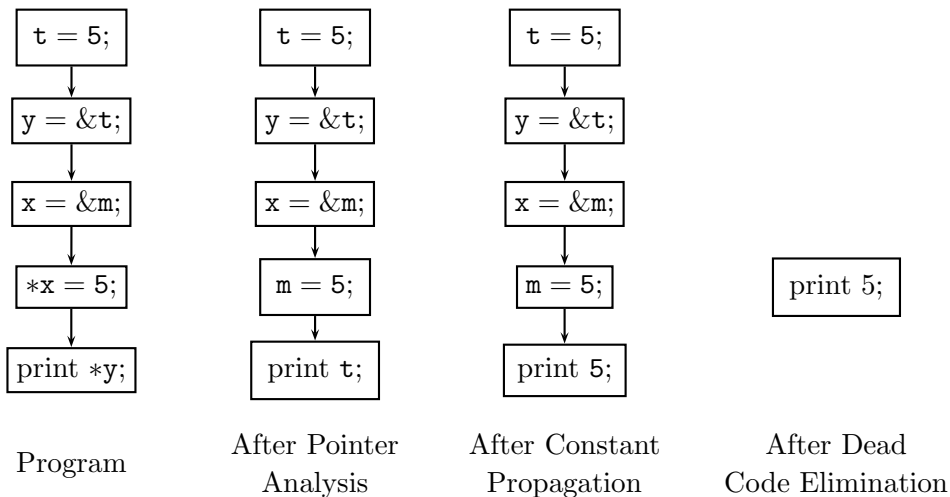 t = 5;
y = &t;
x = &m;
*x = 5;
print *y;
Program
t = 5;
y = &t;
x = &m;
m = 5;
print t;
After Pointer
Analysis
t = 5;
y = &t;
x = &m;
m = 5;
print 5;
After Constant
Propagation
print 5;
After Dead
Code Elimination